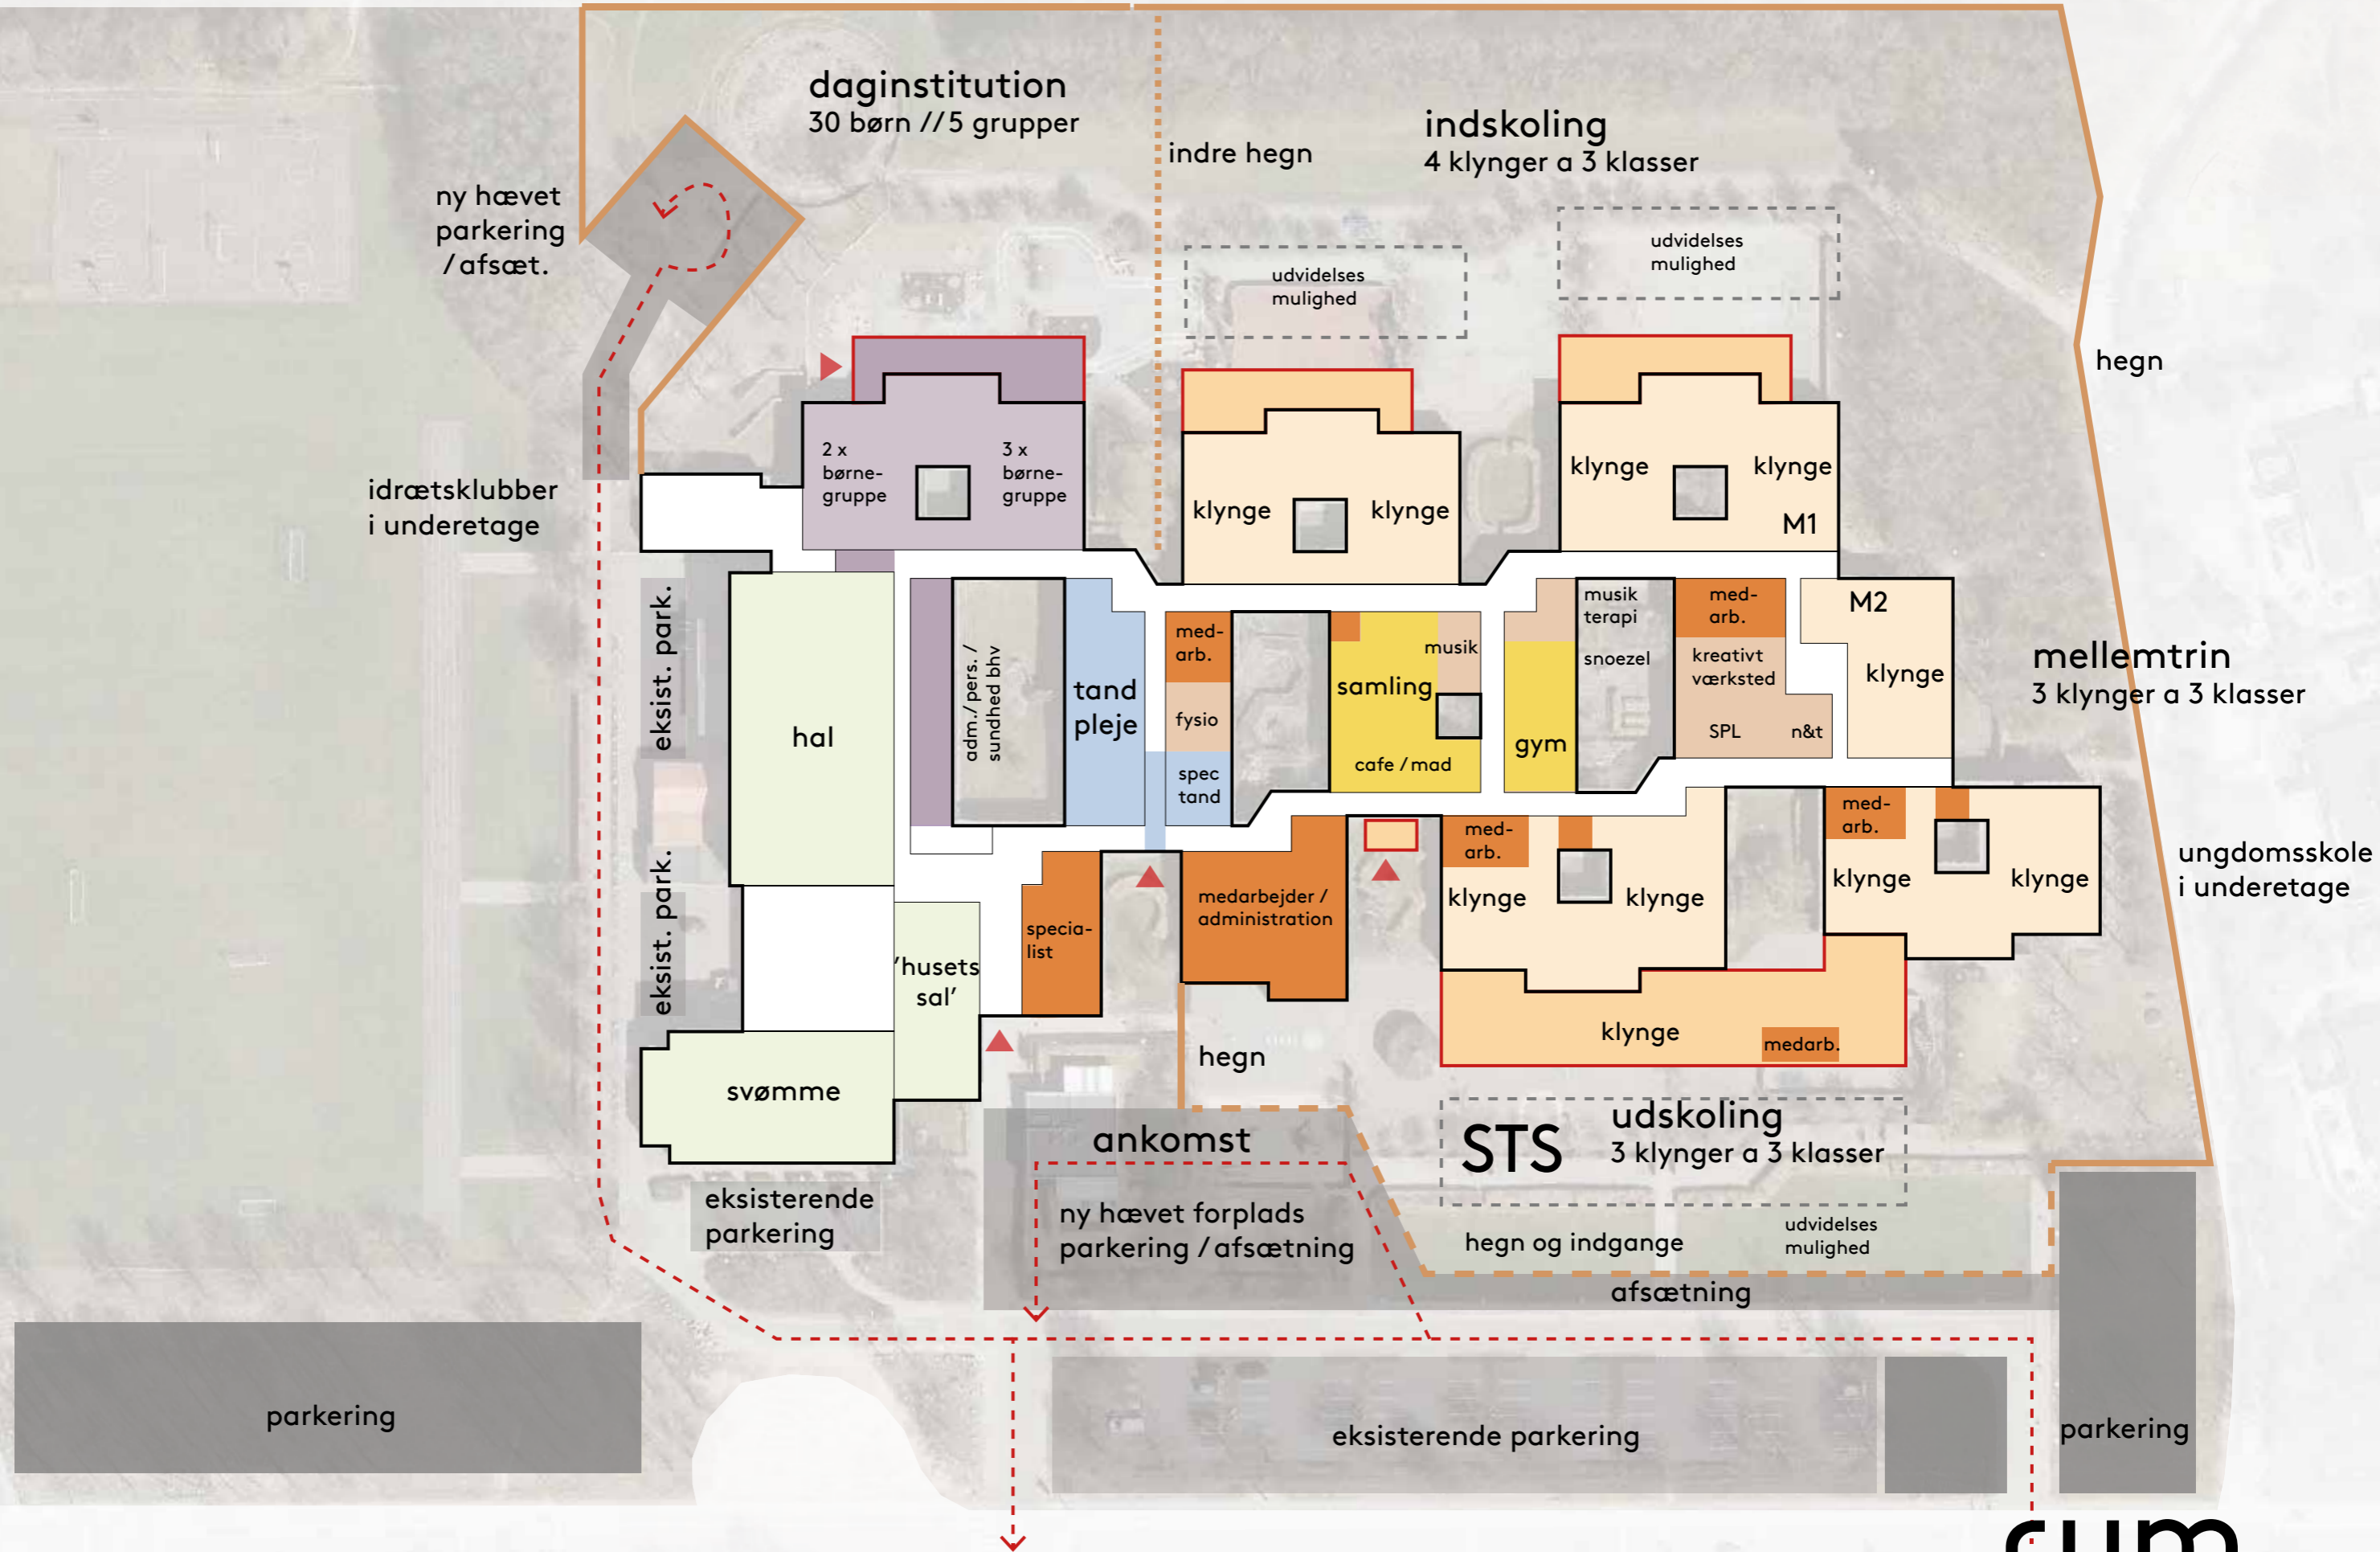 daginstitution
30 børn // 5 grupper
indre hegn
indskoling
4 klynger a 3 klasser
ny hævet
parkering
/ afsæt.
udvidelses
mulighed
udvidelses
mulighed
hegn
idrætsklubber
i underetage
2 x
børne-
gruppe
3 x
børne-
gruppe
klynge
klynge
klynge
klynge
M1
eksist. park.
eksist. park.
hal
adm./ pers. /
sundhed bhv
tand
pleje
med-
arb.
fysio
spec
tand
musik
samling
cafe / mad
gym
musik
terapi
snoezel
med-
arb.
kreativt
værksted
SPL
n&t
M2
klynge
mellemtrin
3 klynger a 3 klasser
ungdomsskole
i underetage
med-
arb.
klynge
klynge
med-
arb.
klynge
klynge
klynge
medarb.
medarbejder /
administration
specia-
list
'husets
sal'
svømme
hegn
ankomst
ny hævet forplads
parkering / afsætning
STS
udskoling
3 klynger a 3 klasser
hegn og indgange
udvidelses
mulighed
afsætning
eksisterende
parkering
parkering
eksisterende parkering
parkering
rum